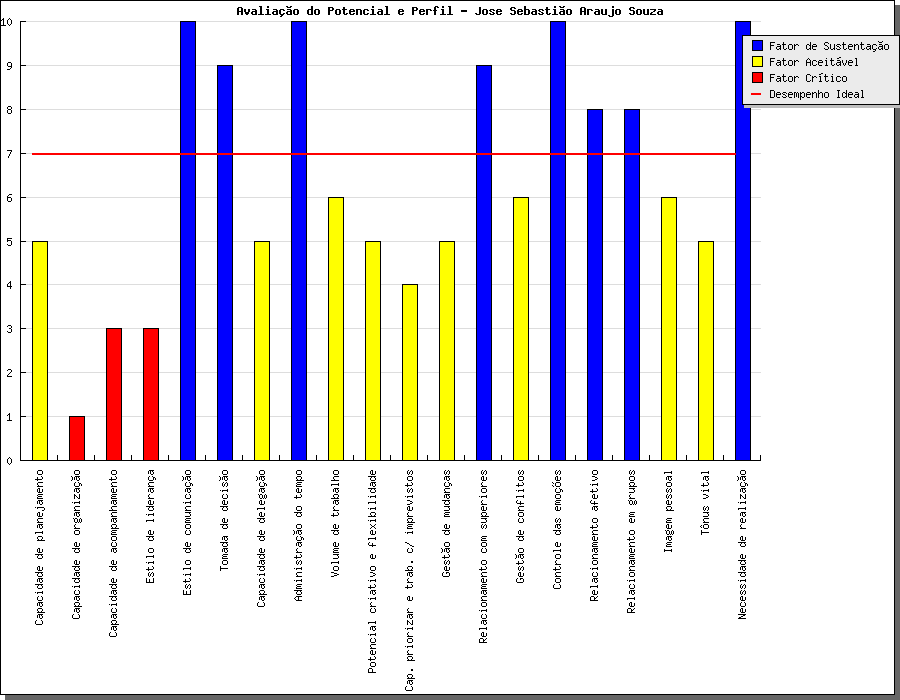 Avaliação do Potencial e Perfil - Jose Sebastião Araujo Souza
Fator de Sustentação
Fator Aceitável
Fator Crítico
Desempenho Ideal
10
9
8
7
6
5
4
3
2
1
0
Capacidade de planejamento
Capacidade de organização
Capacidade de acompanhamento
Estilo de liderança
Estilo de comunicação
Tomada de decisão
Capacidade de delegação
Administração do tempo
Volume de trabalho
Potencial criativo e flexibilidade
Cap. priorizar e trab. c/ imprevistos
Gestão de mudanças
Relacionamento com superiores
Gestão de conflitos
Controle das emoções
Relacionamento afetivo
Relacionamento em grupos
Imagem pessoal
Tônus vital
Necessidade de realização